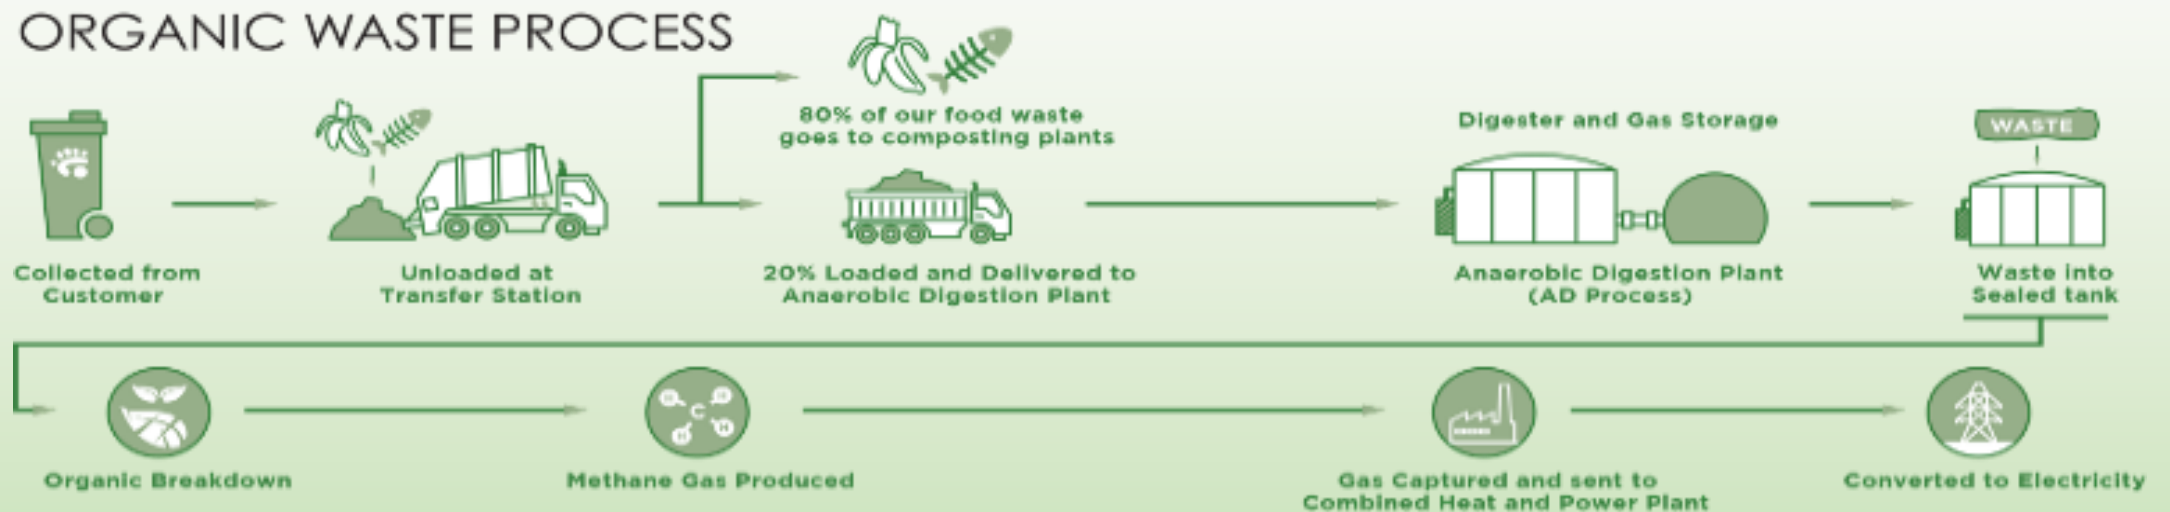 ORGANIC WASTE PROCESS
80% of our food waste
goes to composting plants
Digester and Gas Storage
WASTE
Collected from
Customer
Unloaded at
Transfer Station
20% Loaded and Delivered to
Anaerobic Digestion Plant
Anaerobic Digestion Plant
(AD Process)
Waste into
Sealed tank
H
H
C
H
H
Organic Breakdown
Methane Gas Produced
Gas Captured and sent to
Combined Heat and Power Plant
Converted to Electricity